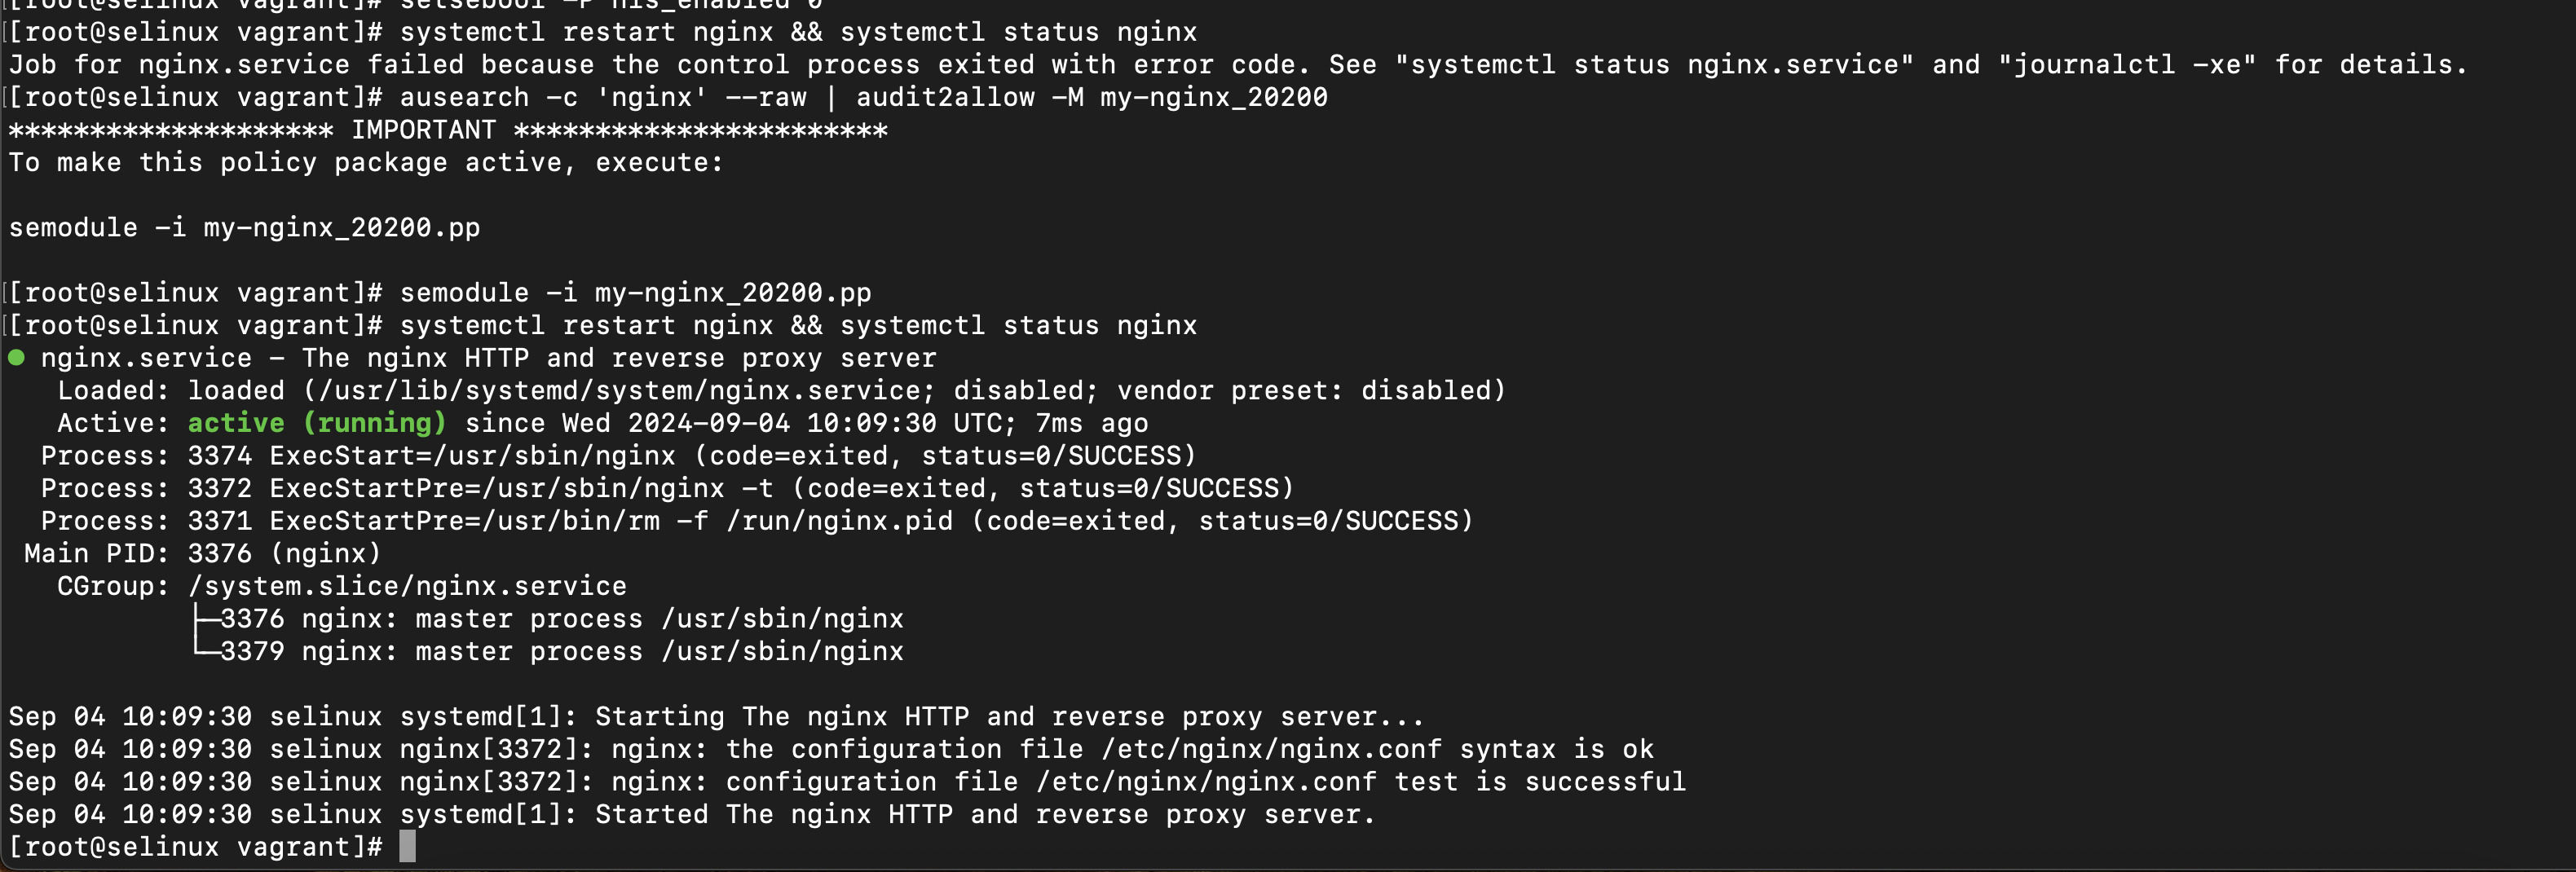 [[root@selinux vagrant]# setsebool -P nis_enabled 0
[[root@selinux vagrant]# systemctl restart nginx && systemctl status nginx
Job for nginx.service failed because the control process exited with error code. See "systemctl status nginx.service" and "journalctl -xe" for details.
[[root@selinux vagrant]# ausearch -c 'nginx' --raw | audit2allow -M my-nginx_20200
******************** IMPORTANT ***********************
To make this policy package active, execute:

semodule -i my-nginx_20200.pp

[[root@selinux vagrant]# semodule -i my-nginx_20200.pp
[[root@selinux vagrant]# systemctl restart nginx && systemctl status nginx
● nginx.service - The nginx HTTP and reverse proxy server
   Loaded: loaded (/usr/lib/systemd/system/nginx.service; disabled; vendor preset: disabled)
   Active: active (running) since Wed 2024-09-04 10:09:30 UTC; 7ms ago
  Process: 3374 ExecStart=/usr/sbin/nginx (code=exited, status=0/SUCCESS)
  Process: 3372 ExecStartPre=/usr/sbin/nginx -t (code=exited, status=0/SUCCESS)
  Process: 3371 ExecStartPre=/usr/bin/rm -f /run/nginx.pid (code=exited, status=0/SUCCESS)
 Main PID: 3376 (nginx)
   CGroup: /system.slice/nginx.service
           ├─3376 nginx: master process /usr/sbin/nginx
           └─3379 nginx: master process /usr/sbin/nginx

Sep 04 10:09:30 selinux systemd[1]: Starting The nginx HTTP and reverse proxy server...
Sep 04 10:09:30 selinux nginx[3372]: nginx: the configuration file /etc/nginx/nginx.conf syntax is ok
Sep 04 10:09:30 selinux nginx[3372]: nginx: configuration file /etc/nginx/nginx.conf test is successful
Sep 04 10:09:30 selinux systemd[1]: Started The nginx HTTP and reverse proxy server.
[root@selinux vagrant]#